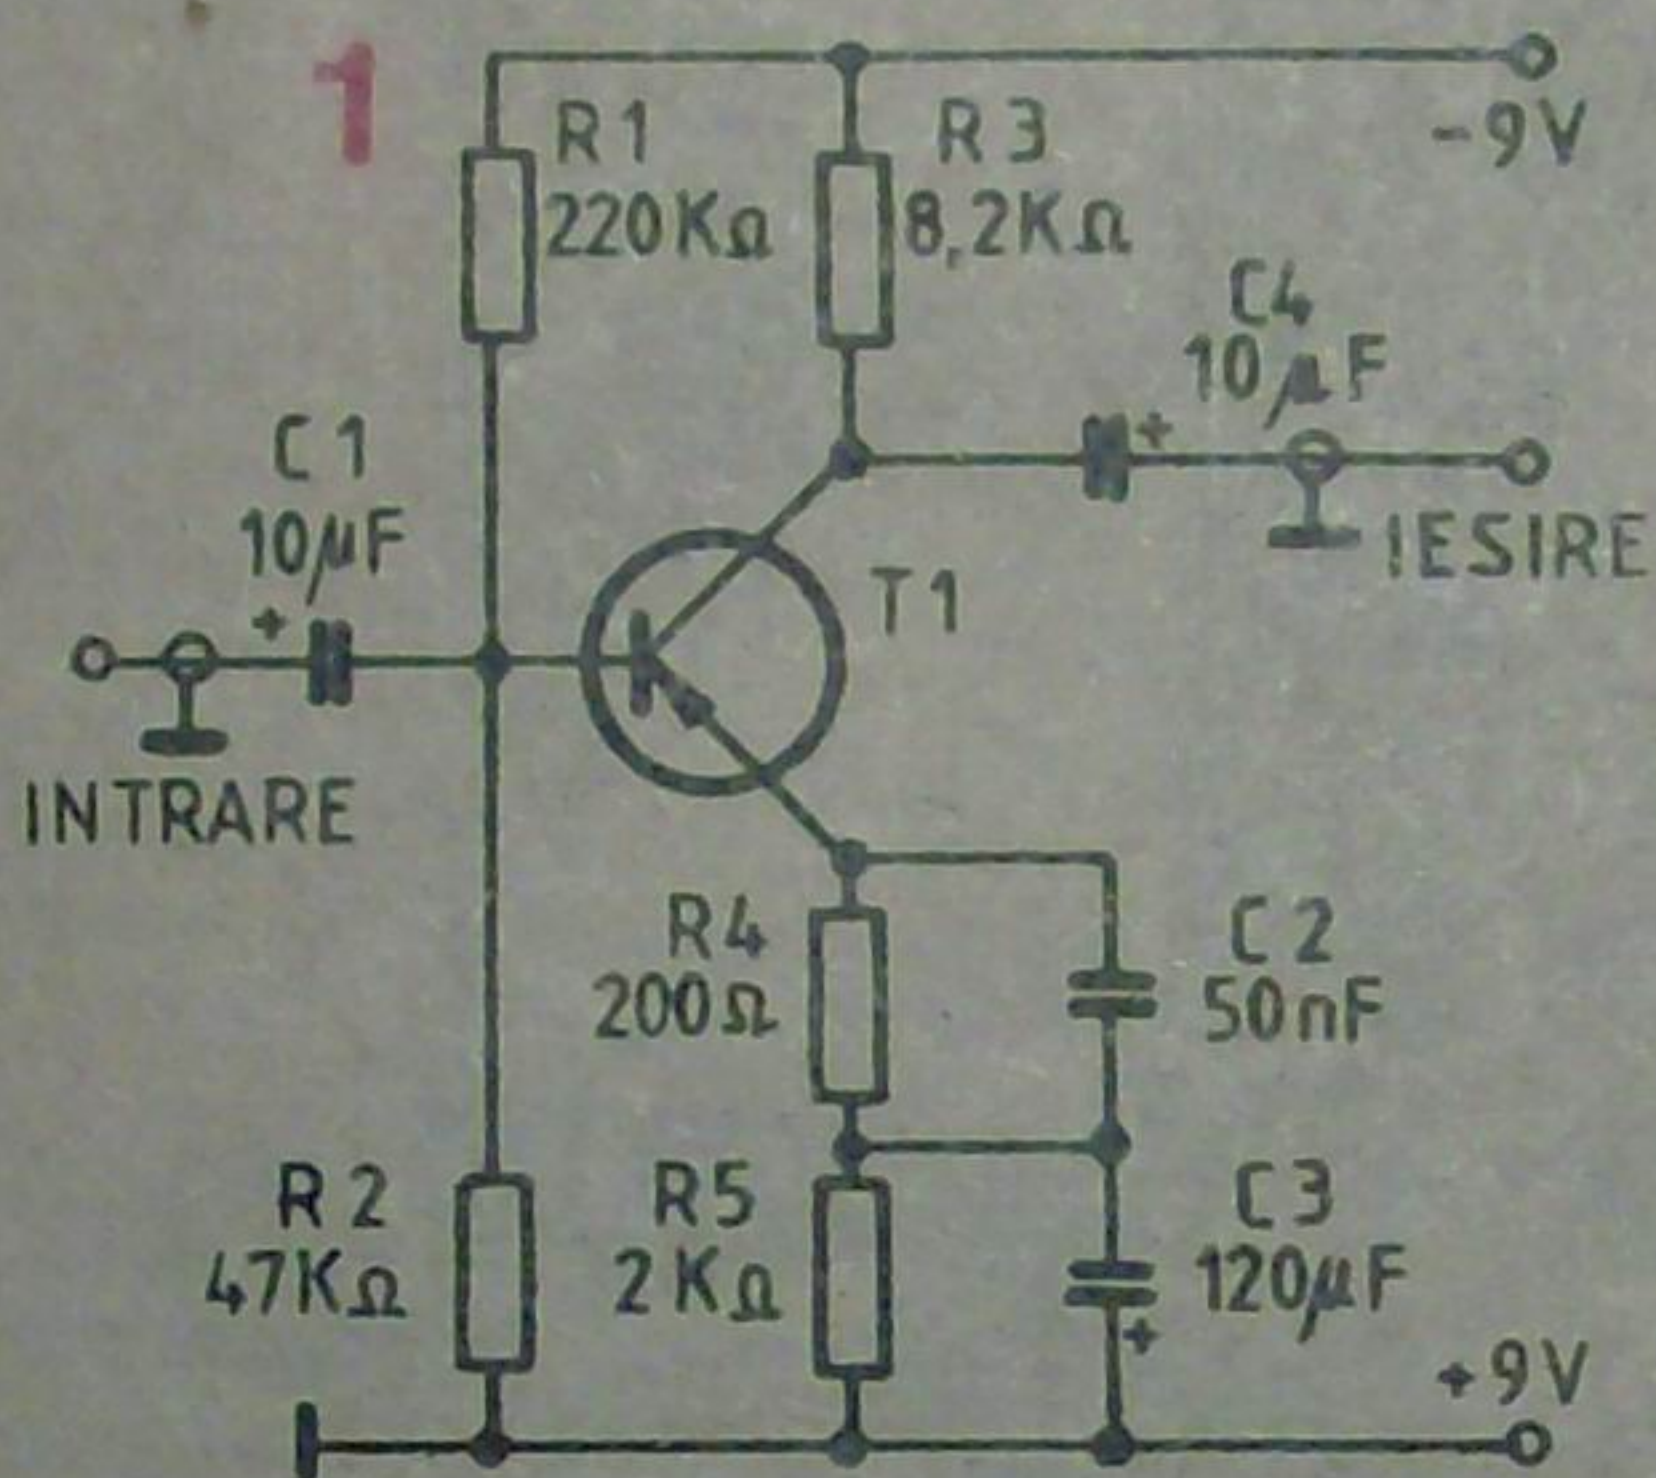 1
-9V
R1
220KΩ
R3
8,2KΩ
C4
10µF
+
IESIRE
C1
10µF
+
T1
INTRARE
R4
200Ω
C2
50nF
R2
47KΩ
R5
2KΩ
C3
120µF
+
+9V